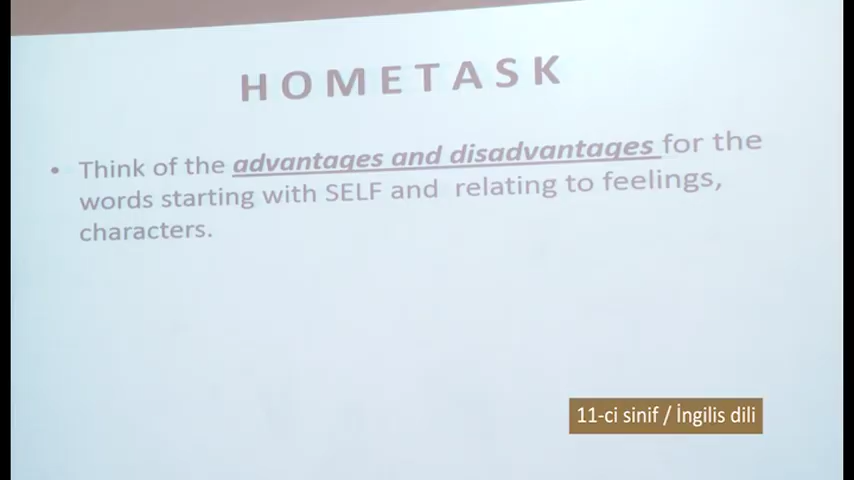 HOMETASK
• Think of the advantages and disadvantages for the
words starting with SELF and relating to feelings,
characters.
11-ci sinif / İngilis dili